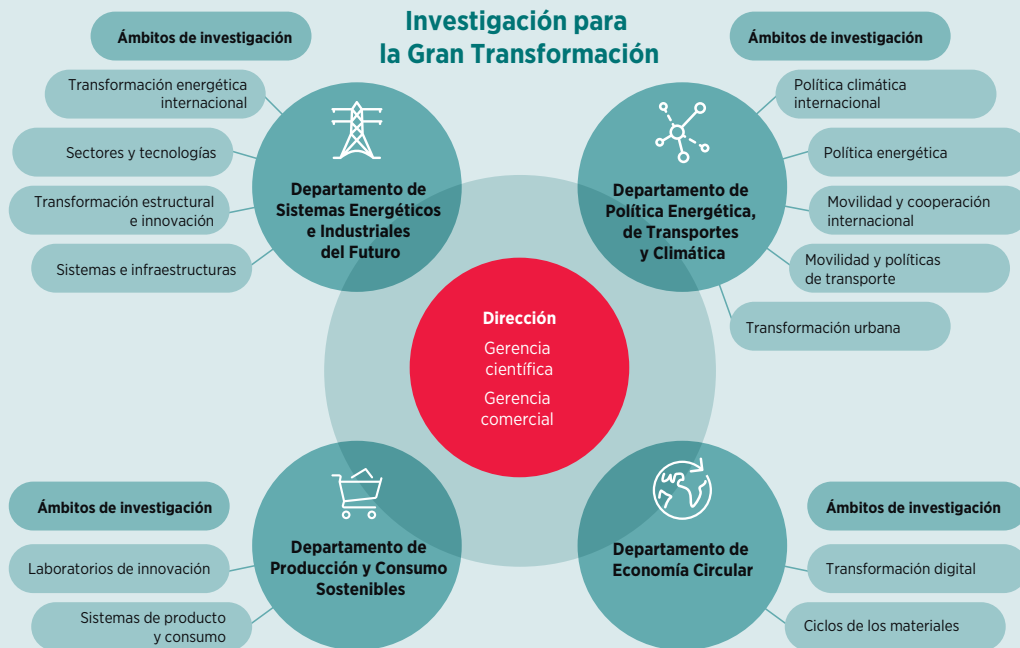 Investigación para
la Gran Transformación
Ámbitos de investigación
Transformación energética
internacional
Sectores y tecnologías
Transformación estructural
e innovación
Sistemas e infraestructuras
Departamento de
Sistemas Energéticos
e Industriales
del Futuro
Ámbitos de investigación
Política climática
internacional
Política energética
Movilidad y cooperación
internacional
Movilidad y políticas
de transporte
Transformación urbana
Departamento de
Política Energética,
de Transportes
y Climática
Dirección
Gerencia
científica
Gerencia
comercial
Ámbitos de investigación
Laboratorios de innovación
Sistemas de producto
y consumo
Departamento de
Producción y Consumo
Sostenibles
Departamento de
Economía Circular
Ámbitos de investigación
Transformación digital
Ciclos de los materiales